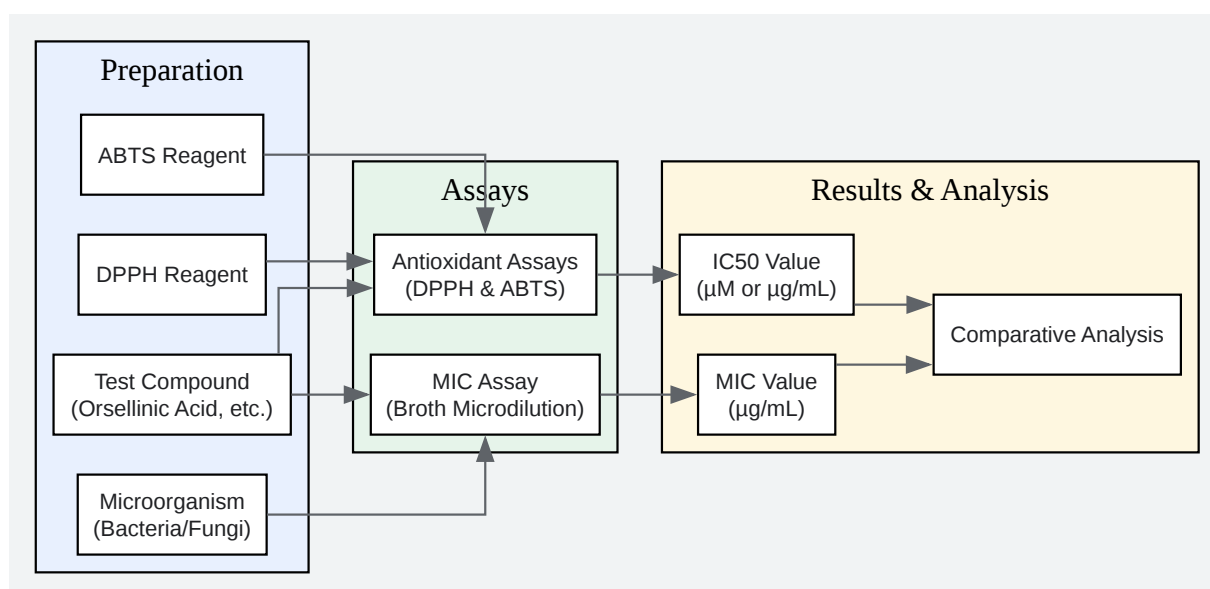 Preparation
ABTS Reagent
DPPH Reagent
Test Compound
(Orsellinic Acid, etc.)
Microorganism
(Bacteria/Fungi)
Assays
Antioxidant Assays
(DPPH & ABTS)
MIC Assay
(Broth Microdilution)
Results & Analysis
IC50 Value
(µM or µg/mL)
MIC Value
(µg/mL)
Comparative Analysis